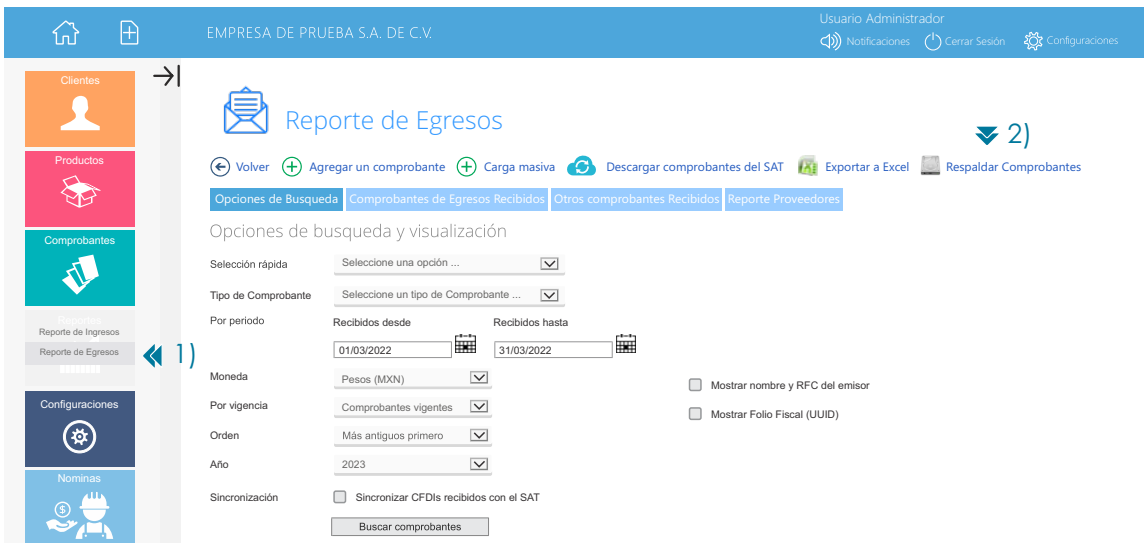 EMPRESA DE PRUEBA S.A. DE C.V.
Usuario Administrador
Notificaciones Cerrar Sesión Configuraciones
Clientes
Productos
Comprobantes
Reportes
Reporte de Ingresos
Reporte de Egresos
1)
Configuraciones
Nominas
Reporte de Egresos
2)
Volver Agregar un comprobante Carga masiva Descargar comprobantes del SAT Exportar a Excel Respaldar Comprobantes
Opciones de Busqueda Comprobantes de Egresos Recibidos Otros comprobantes Recibidos Reporte Proveedores
Opciones de busqueda y visualización
Selección rápida Seleccione una opción ...
Tipo de Comprobante Seleccione un tipo de Comprobante ...
Por periodo Recibidos desde Recibidos hasta
01/03/2022 31/03/2022
Moneda Pesos (MXN) Mostrar nombre y RFC del emisor
Por vigencia Comprobantes vigentes Mostrar Folio Fiscal (UUID)
Orden Más antiguos primero
Año 2023
Sincronización Sincronizar CFDIs recibidos con el SAT
Buscar comprobantes